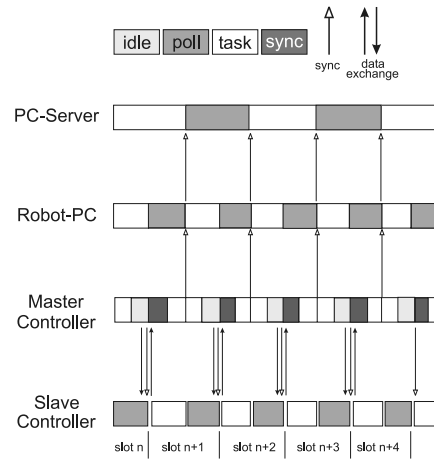 idle poll task sync
sync
data
exchange
PC-Server
Robot-PC
Master
Controller
Slave
Controller
slot n slot n+1 slot n+2 slot n+3 slot n+4